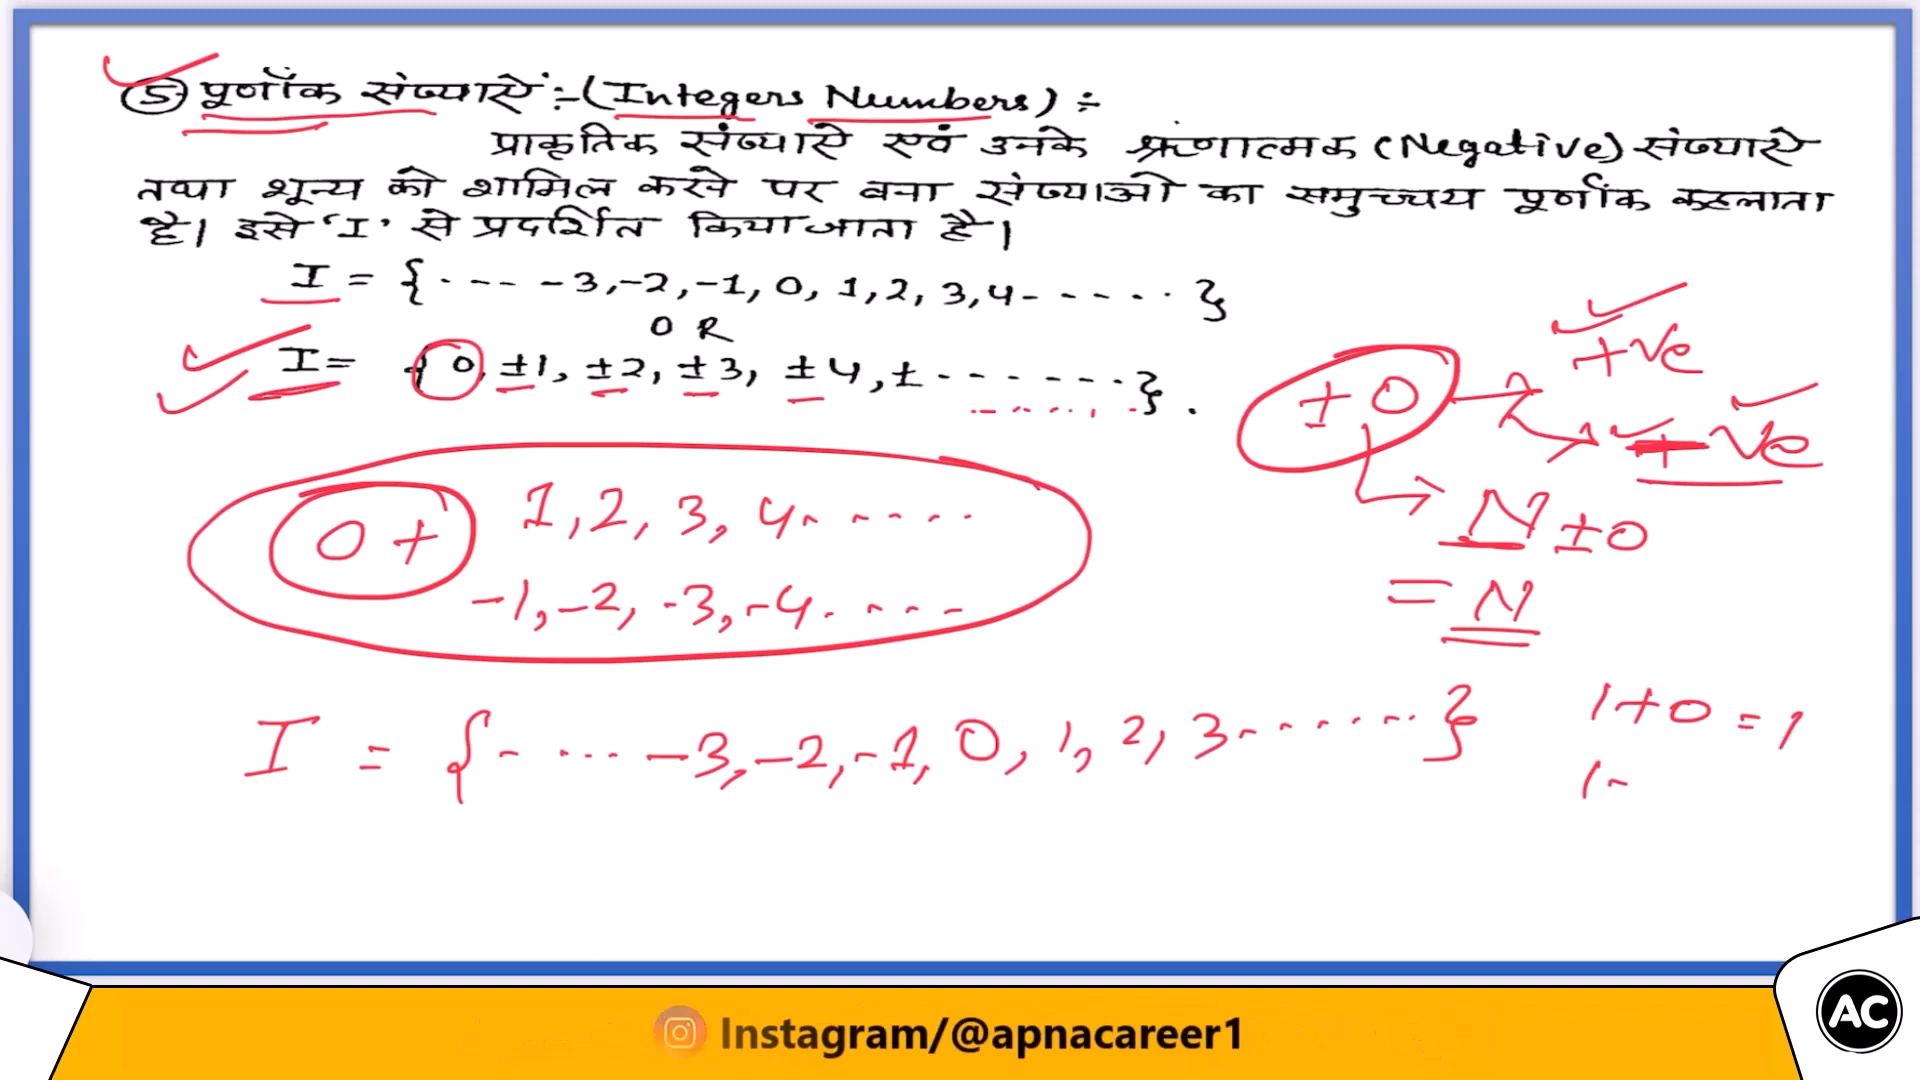 ⑤ पूर्णांक संख्याऐं :- (Integers Numbers) :-
प्राकृतिक संख्याऐ एवं उनके ऋणात्मक (Negative) संख्याऐ
तथा शून्य को शामिल करने पर बना संख्याओ का समुच्चय पूर्णांक कहलाता
है। इसे 'I' से प्रदर्शित किया जाता है।
I = {---- -3,-2,-1, 0, 1,2, 3,4------}
OR
I = {0, ±1, ±2, ±3, ±4, ±-------}.
±0 +ve
-ve
N ±0
= N
0 + 1, 2, 3, 4------
-1,-2, -3,-4----
I = {- ---- -3,-2,-1, 0, 1, 2, 3-------}
1+0 = 1
1-
Instagram/@apnacareer1
AC